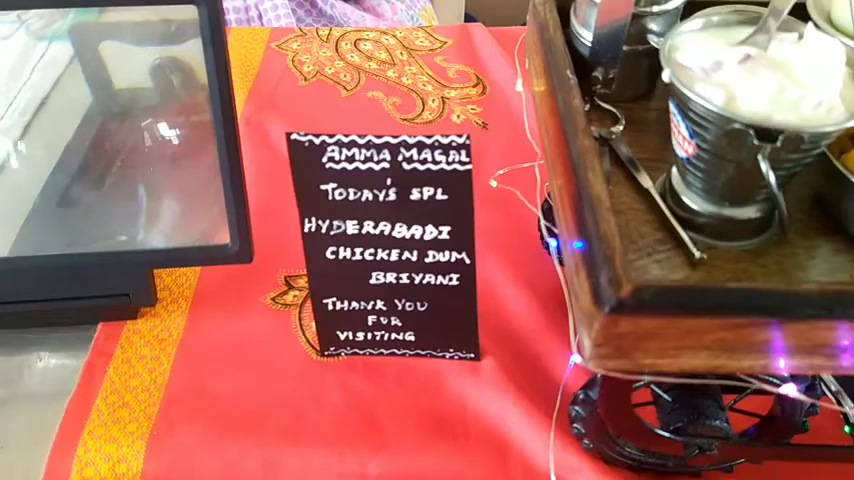 AMMA MAGAL
TODAY'S SPL
HYDERABADI
CHICKEN DUM
BRIYANI
THANK YOU
FOR
VISITING